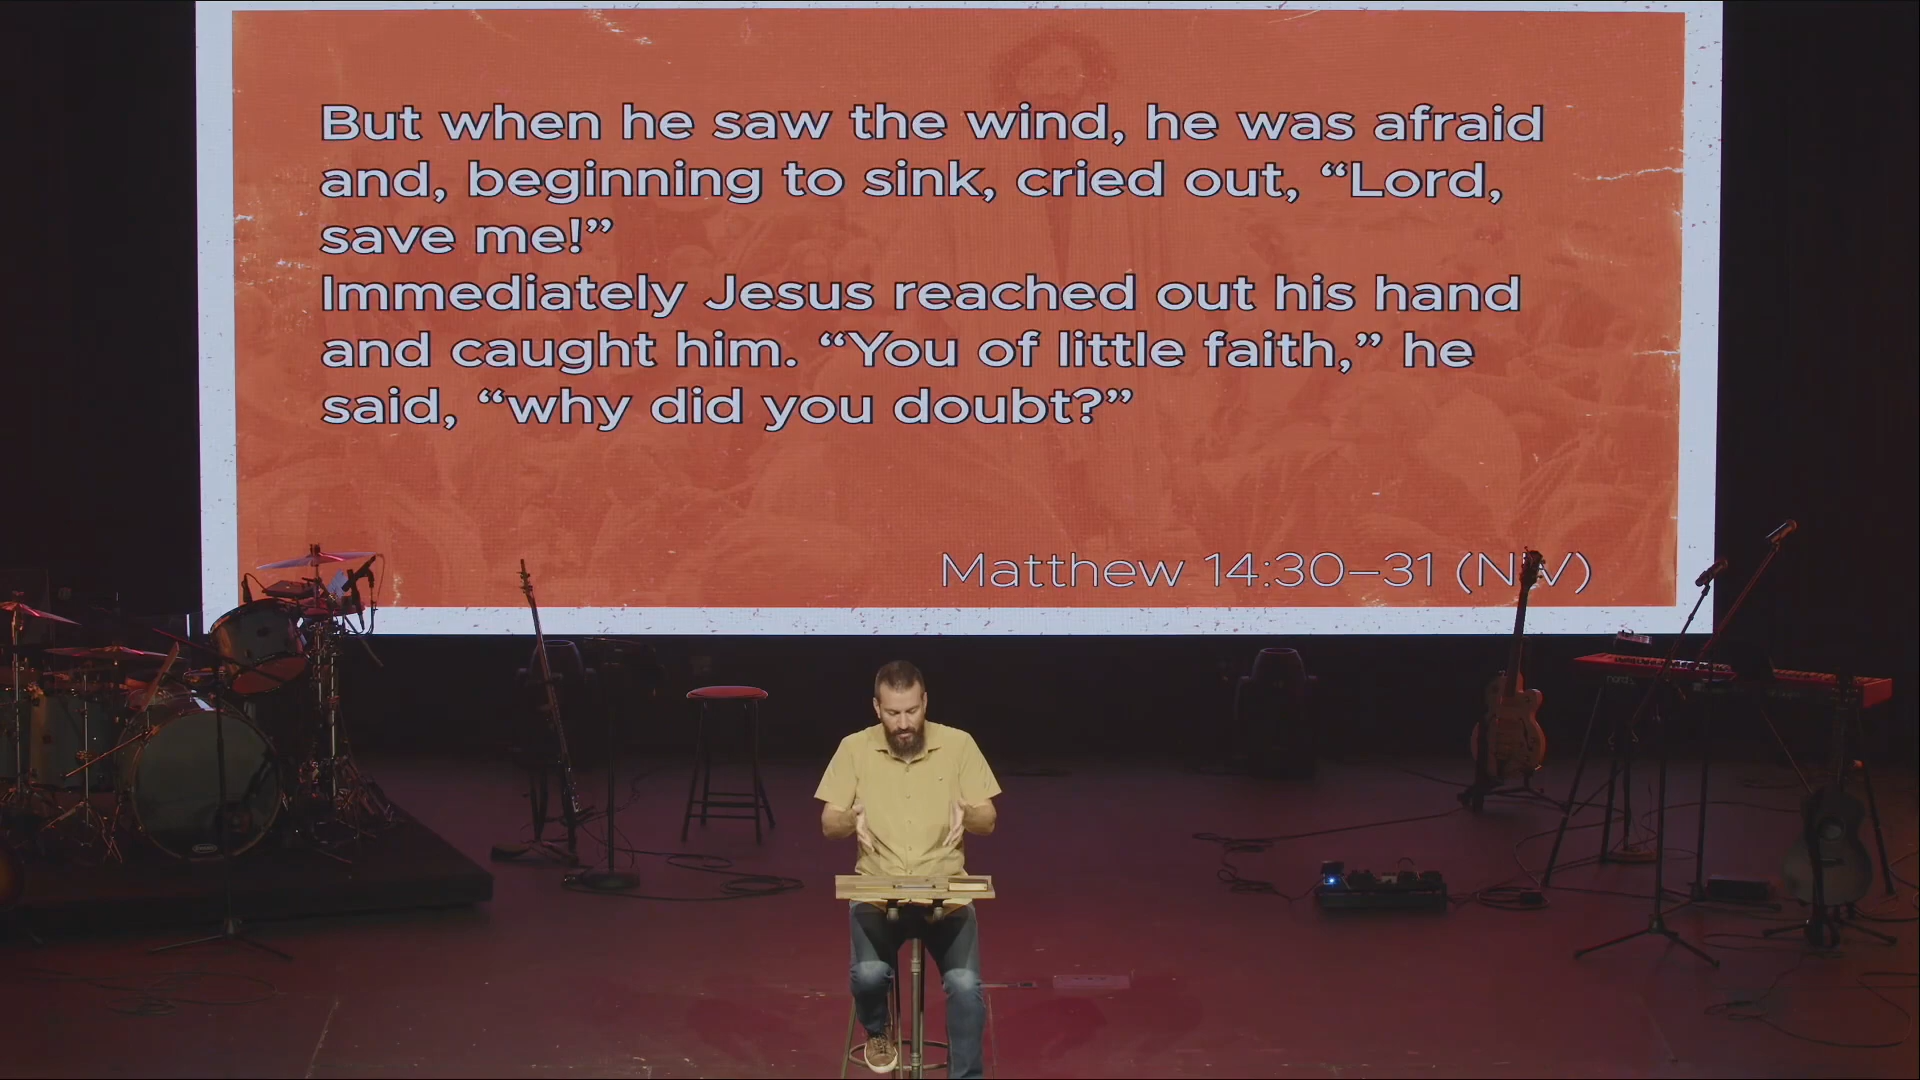 But when he saw the wind, he was afraid
and, beginning to sink, cried out, “Lord,
save me!”
Immediately Jesus reached out his hand
and caught him. “You of little faith,” he
said, “why did you doubt?”
Matthew 14:30–31 (NIV)